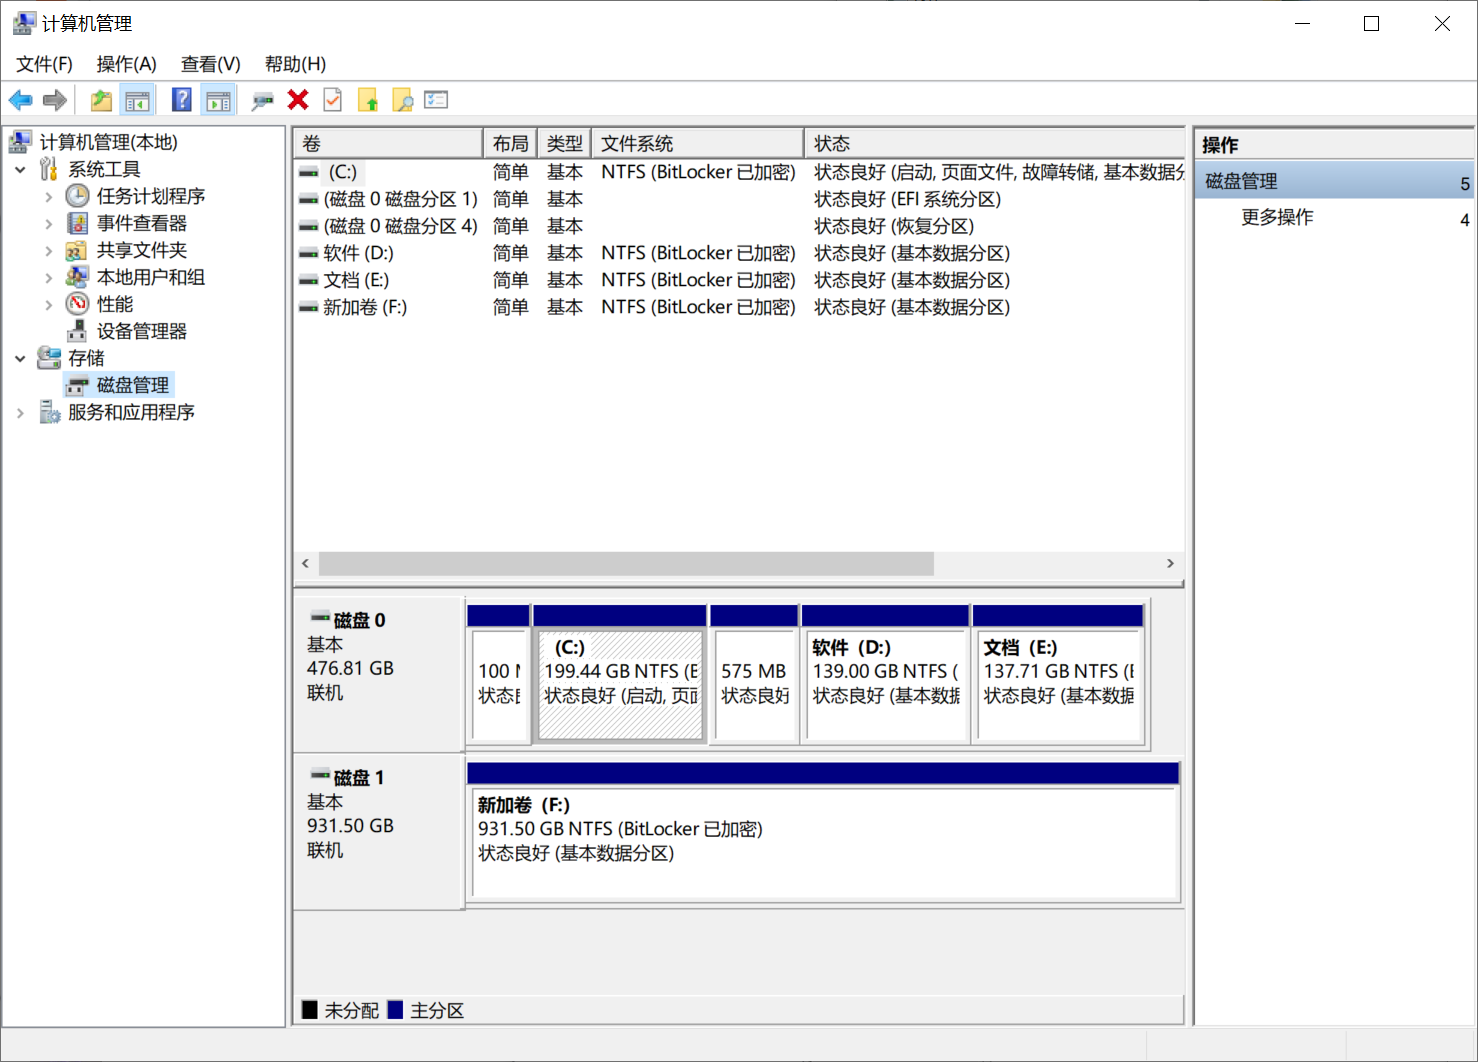 计算机管理
文件(F) 操作(A) 查看(V) 帮助(H)
计算机管理(本地)
系统工具
任务计划程序
事件查看器
共享文件夹
本地用户和组
性能
设备管理器
存储
磁盘管理
服务和应用程序
卷 布局 类型 文件系统 状态
(C:) 简单 基本 NTFS (BitLocker 已加密) 状态良好 (启动, 页面文件, 故障转储, 基本数据分
(磁盘 0 磁盘分区 1) 简单 基本 状态良好 (EFI 系统分区)
(磁盘 0 磁盘分区 4) 简单 基本 状态良好 (恢复分区)
软件 (D:) 简单 基本 NTFS (BitLocker 已加密) 状态良好 (基本数据分区)
文档 (E:) 简单 基本 NTFS (BitLocker 已加密) 状态良好 (基本数据分区)
新加卷 (F:) 简单 基本 NTFS (BitLocker 已加密) 状态良好 (基本数据分区)
磁盘 0
基本
476.81 GB
联机
100
状态
(C:)
199.44 GB NTFS (
状态良好 (启动, 页面
575 MB
状态良好
软件 (D:)
139.00 GB NTFS (
状态良好 (基本数据
文档 (E:)
137.71 GB NTFS (
状态良好 (基本数据
磁盘 1
基本
931.50 GB
联机
新加卷 (F:)
931.50 GB NTFS (BitLocker 已加密)
状态良好 (基本数据分区)
未分配 主分区
操作
磁盘管理 5
更多操作 4